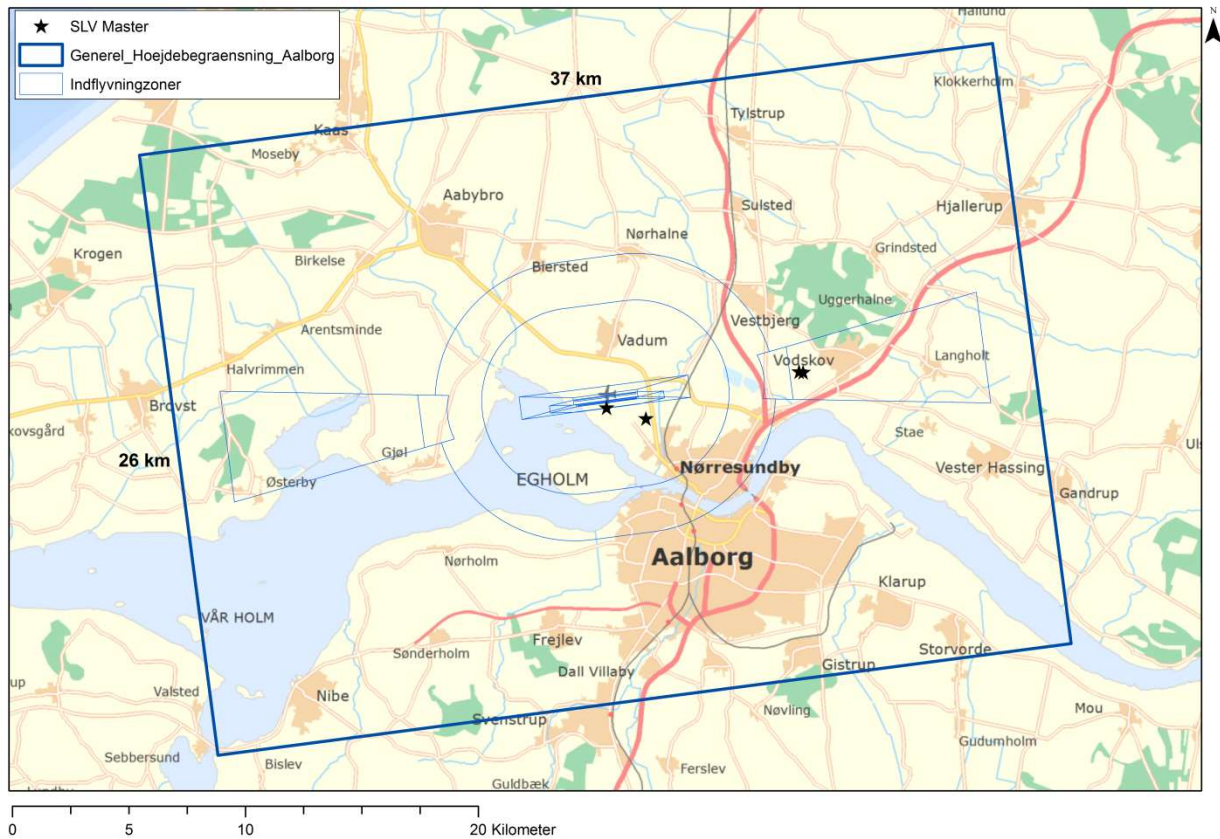 N
SLV Master
Generel_Hoejdebegraensning_Aalborg
Indflyvningzoner
37 km
Hallund
Klokkerholm
Kaas
Moseby
Tylstrup
Aabybro
Sulsted
Hjallerup
Nørhalne
Krogen
Birkelse
Biersted
Grindsted
Uggerhalne
Arentsminde
Vadum
Vestbjerg
Vodskov
Langholt
Halvrimmen
Brovst
kovsgård
Stae
Gjøl
26 km
Østerby
EGHOLM
Nørresundby
Vester Hassing
Gandrup
Aalborg
Nørholm
Klarup
VÅR HOLM
Frejlev
Sønderholm
Storvorde
Dall Villaby
Gistrup
Valsted
Nibe
Nøvling
Mou
Svenstrup
Sebbersund
Bislev
Gudumholm
Ferslev
Guldbæk
0 5 10 20 Kilometer